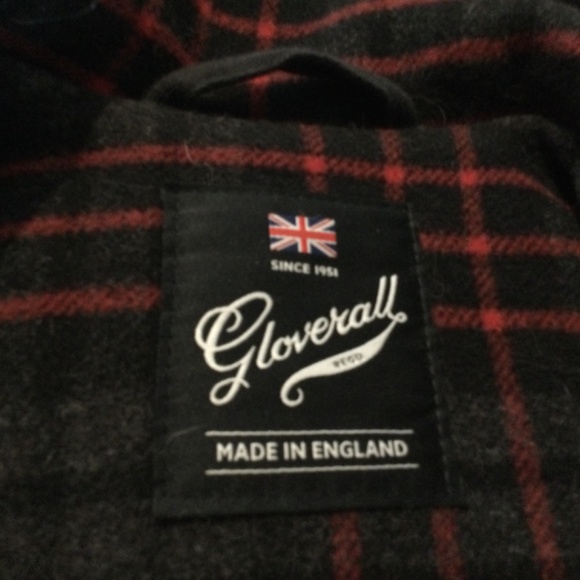 SINCE 1951
Gloverall
REGD
MADE IN ENGLAND